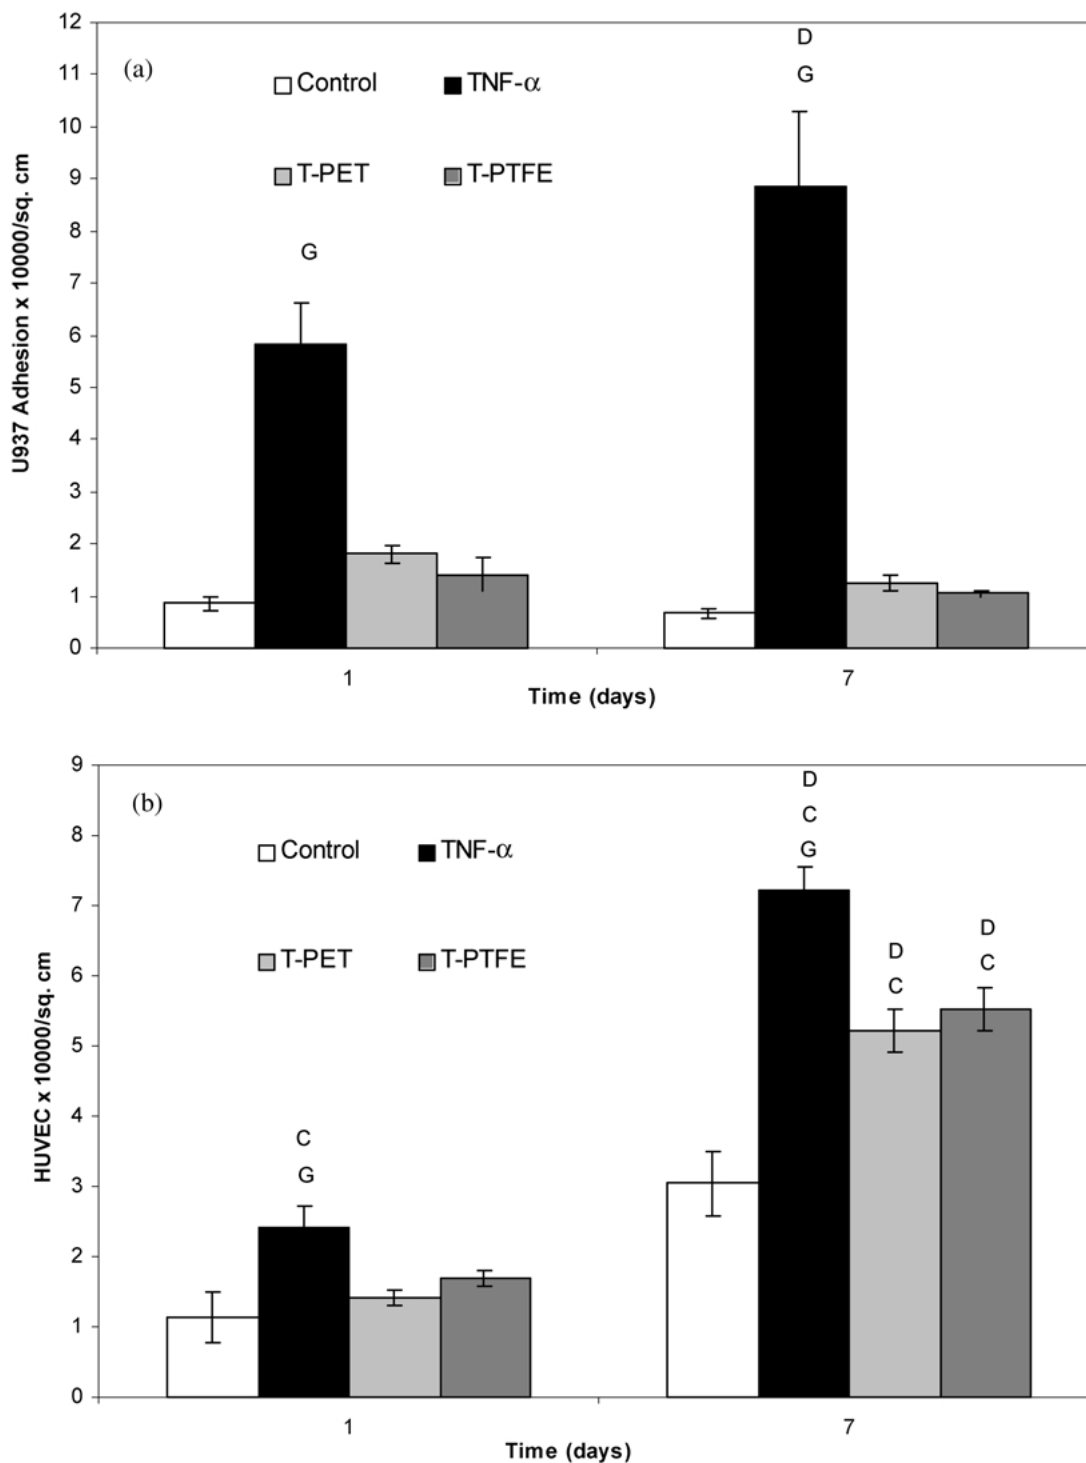 12
11
10
9
8
7
6
5
4
3
2
1
0
U937 Adhesion x 10000/sq. cm
(a)
Control
TNF-α
T-PET
T-PTFE
G
D
G
1
7
Time (days)
9
8
7
6
5
4
3
2
1
0
HUVEC x 10000/sq. cm
(b)
Control
TNF-α
T-PET
T-PTFE
C
G
D
C
G
D
C
D
C
1
7
Time (days)